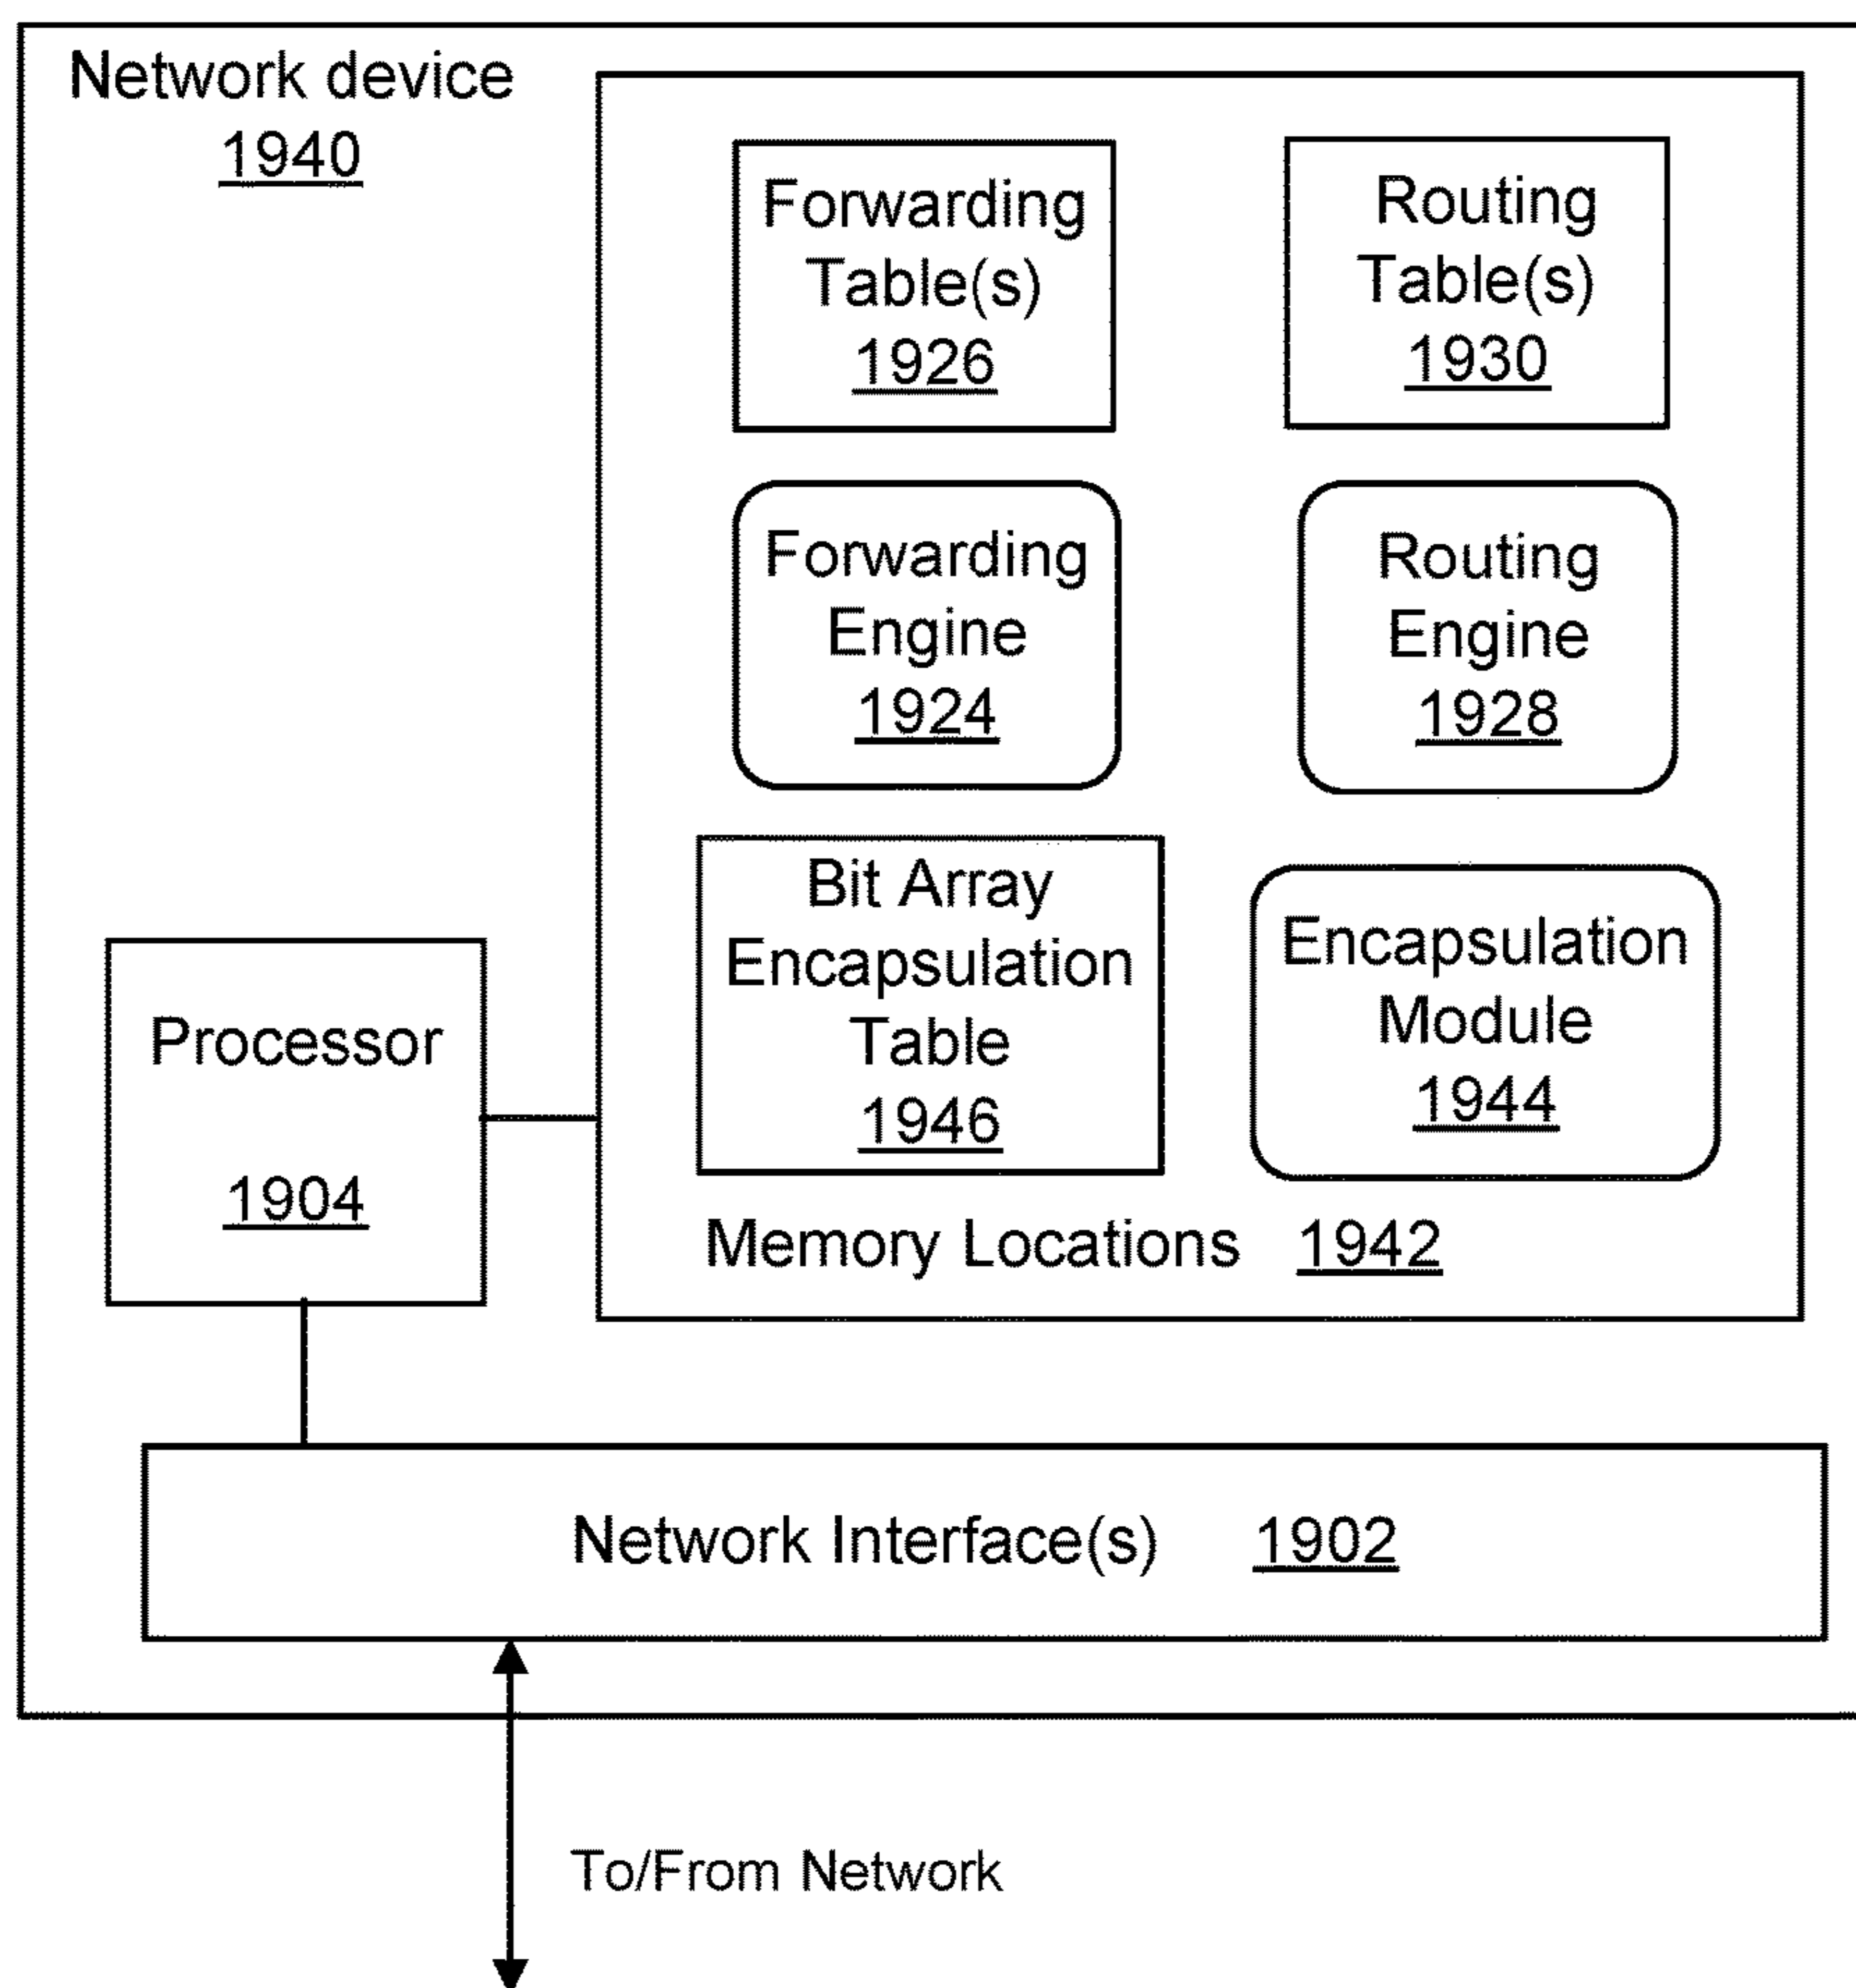 Network device
1940
Forwarding
Table(s)
1926
Routing
Table(s)
1930
Forwarding
Engine
1924
Routing
Engine
1928
Bit Array
Encapsulation
Table
1946
Encapsulation
Module
1944
Memory Locations 1942
Processor
1904
Network Interface(s) 1902
To/From Network